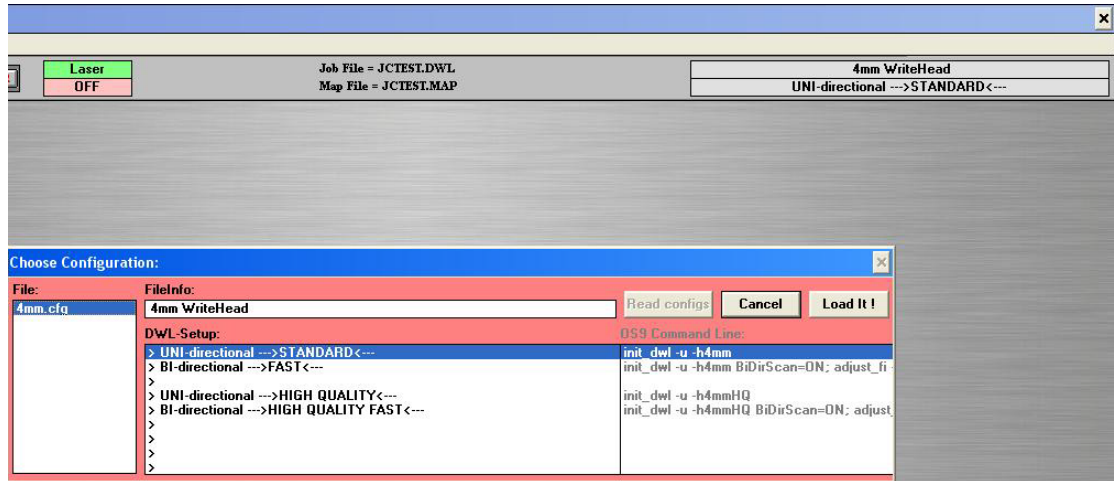 Laser
OFF
Job File = JCTEST.DWL
Map File = JCTEST.MAP
4mm WriteHead
UNI-directional --->STANDARD<---
Choose Configuration:
File:
4mm.cfg
FileInfo:
4mm WriteHead
Read configs
Cancel
Load It !
DWL-Setup:
OS9 Command Line:
> UNI-directional --->STANDARD<--- init_dwl -u -h4mm
> BI-directional --->FAST<--- init_dwl -u -h4mm BiDirScan=ON; adjust_fi -
>
> UNI-directional --->HIGH QUALITY<--- init_dwl -u -h4mmHQ
> BI-directional --->HIGH QUALITY FAST<--- init_dwl -u -h4mmHQ BiDirScan=ON; adjust_
>
>
>
>